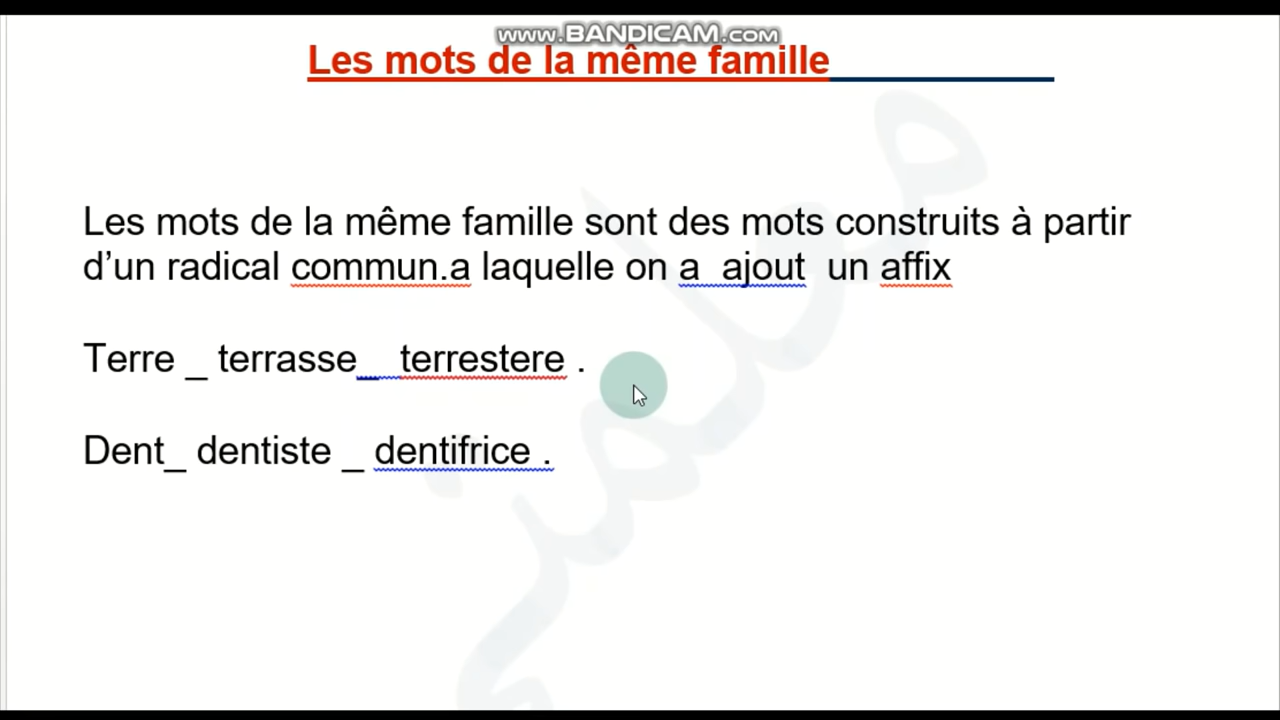 www.BANDICAM.com
Les mots de la même famille
Les mots de la même famille sont des mots construits à partir
d’un radical commun.a laquelle on a ajout un affix
Terre _ terrasse_ terrestere .
Dent_ dentiste _ dentifrice .